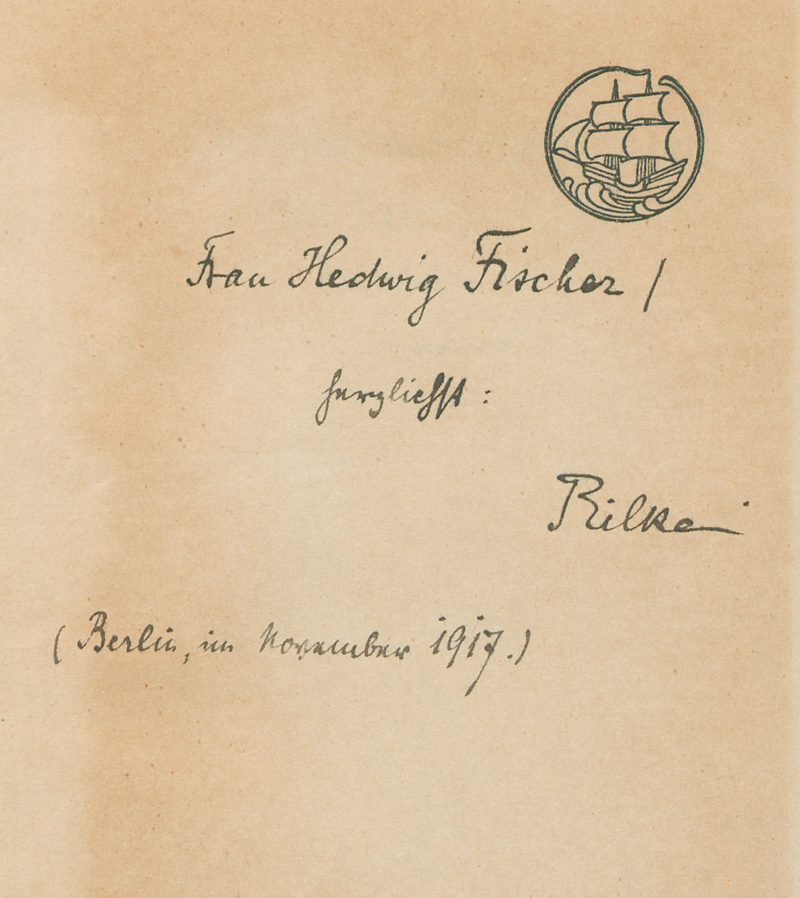 Frau Hedwig Fischer /
herzlichst :
Rilke.
( Berlin, im November 1917.)